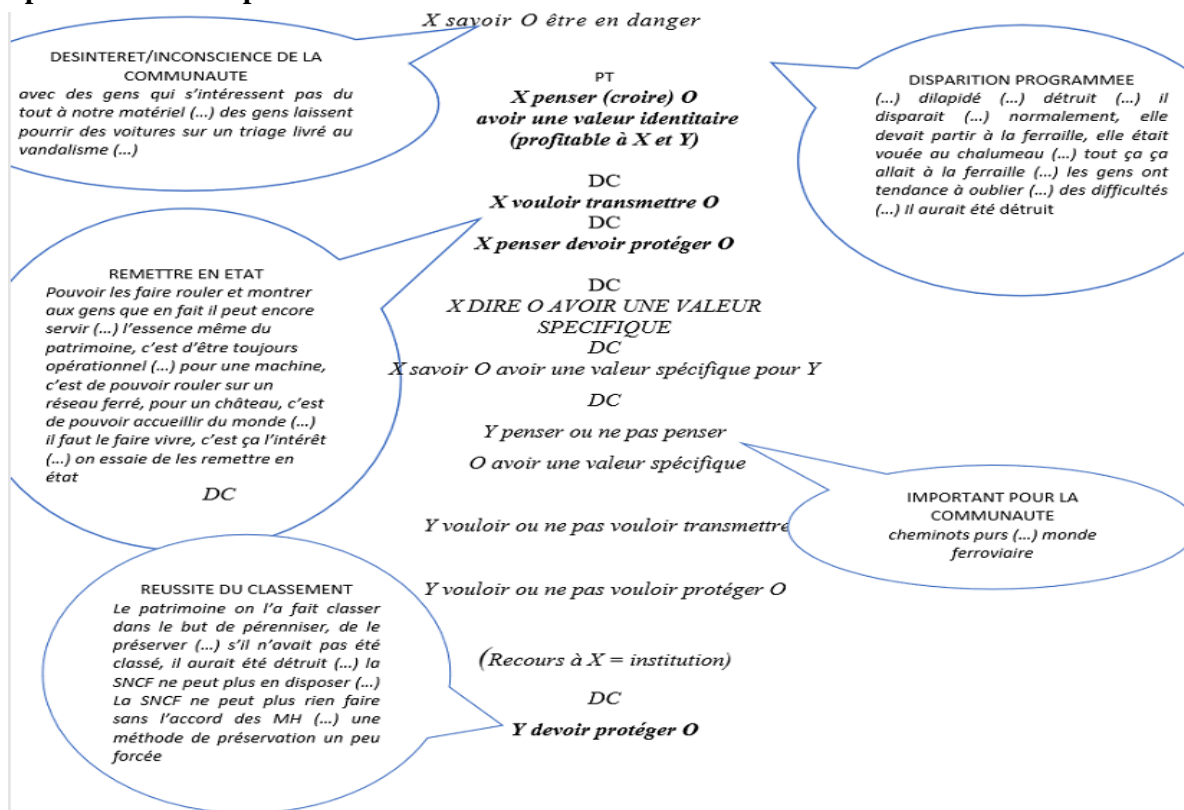 X savoir O être en danger
DESINTERET/INCONSCIENCE DE LA
COMMUNAUTE
avec des gens qui s’intéressent pas du
tout à notre matériel (…) des gens laissent
pourrir des voitures sur un triage livré au
vandalisme (…)
PT
X penser (croire) O
avoir une valeur identitaire
(profitable à X et Y)
DISPARITION PROGRAMMEE
(…) dilapidé (…) détruit (…) il
disparait (…) normalement, elle
devait partir à la ferraille, elle était
vouée au chalumeau (…) tout ça ça
allait à la ferraille (…) les gens ont
tendance à oublier (…) des difficultés
(…) Il aurait été détruit
DC
X vouloir transmettre O
DC
X penser devoir protéger O
REMETTRE EN ETAT
Pouvoir les faire rouler et montrer
aux gens que en fait il peut encore
servir (…) l’essence même du
patrimoine, c’est d’être toujours
opérationnel (…) pour une machine,
c’est de pouvoir rouler sur un
réseau ferré, pour un château, c’est
de pouvoir accueillir du monde (…)
il faut le faire vivre, c’est ça l’intérêt
(…) on essaie de les remettre en
état
DC
DC
X DIRE O AVOIR UNE VALEUR
SPECIFIQUE
DC
X savoir O avoir une valeur spécifique pour Y
DC
Y penser ou ne pas penser
O avoir une valeur spécifique
IMPORTANT POUR LA
COMMUNAUTE
cheminots purs (…) monde
ferroviaire
Y vouloir ou ne pas vouloir transmettre
Y vouloir ou ne pas vouloir protéger O
REUSSITE DU CLASSEMENT
Le patrimoine on l’a fait classer
dans le but de pérenniser, de le
préserver (…) s’il n’avait pas été
classé, il aurait été détruit (…) la
SNCF ne peut plus en disposer (…)
La SNCF ne peut plus rien faire
sans l’accord des MH (…) une
méthode de préservation un peu
forcée
(Recours à X = institution)
DC
Y devoir protéger O